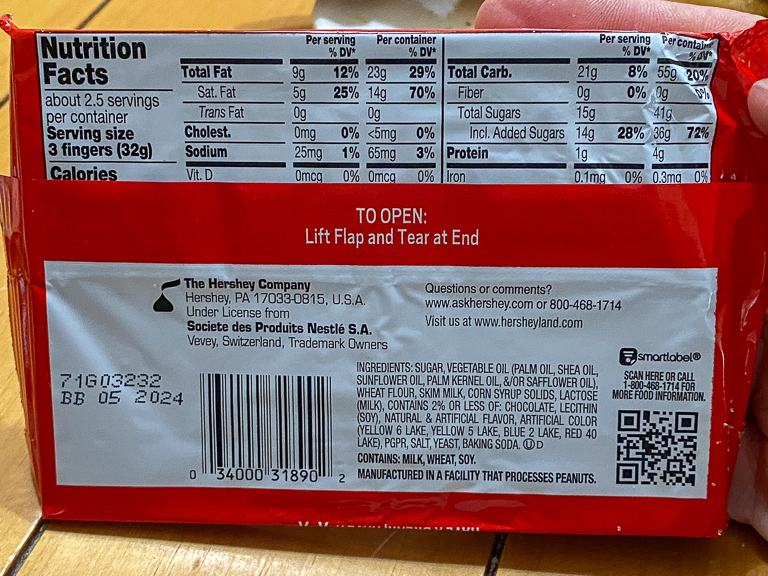 Nutrition Facts
about 2.5 servings
per container
Serving size
3 fingers (32g)
Calories
Per serving Per container
% DV* % DV*
Total Fat 9g 12% 23g 29%
Sat. Fat 5g 25% 14g 70%
Trans Fat 0g 0g
Cholest. 0mg 0% <5mg 0%
Sodium 25mg 1% 65mg 3%
Vit. D 0mcg 0% 0mcg 0%
Per serving Per contain
% DV* % DV*
Total Carb. 21g 8% 55g 20%
Fiber 0g 0% 0g 0%
Total Sugars 15g 41g
Incl. Added Sugars 14g 28% 36g 72%
Protein 1g 4g
Iron 0.1mg 0% 0.3mg 0%
TO OPEN:
Lift Flap and Tear at End
The Hershey Company
Hershey, PA 17033-0815, U.S.A.
Under License from
Societe des Produits Nestlé S.A.
Vevey, Switzerland, Trademark Owners
Questions or comments?
www.askhershey.com or 800-468-1714
Visit us at www.hersheyland.com
71G03232
BB 05 2024
0 34000 31890 2
INGREDIENTS: SUGAR, VEGETABLE OIL (PALM OIL, SHEA OIL,
SUNFLOWER OIL, PALM KERNEL OIL, &/OR SAFFLOWER OIL),
WHEAT FLOUR, SKIM MILK, CORN SYRUP SOLIDS, LACTOSE
(MILK), CONTAINS 2% OR LESS OF: CHOCOLATE, LECITHIN
(SOY), NATURAL & ARTIFICIAL FLAVOR, ARTIFICIAL COLOR
(YELLOW 6 LAKE, YELLOW 5 LAKE, BLUE 2 LAKE, RED 40
LAKE), PGPR, SALT, YEAST, BAKING SODA. Ⓤ D
CONTAINS: MILK, WHEAT, SOY.
MANUFACTURED IN A FACILITY THAT PROCESSES PEANUTS.
smartlabel®
SCAN HERE OR CALL
1-800-468-1714 FOR
MORE FOOD INFORMATION.